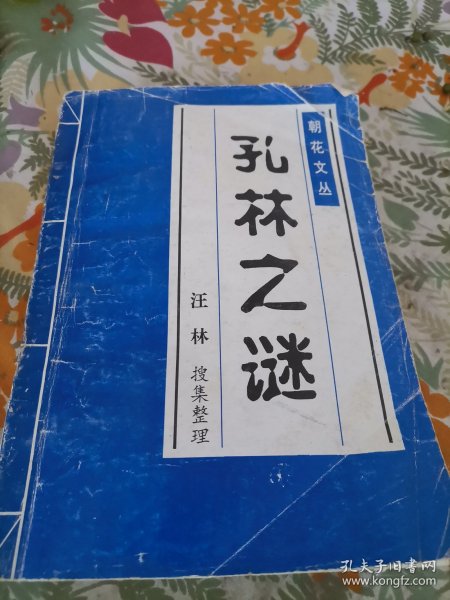 朝花文丛
孔林之谜
汪林 搜集整理
孔夫子旧书网
www.kongfz.com